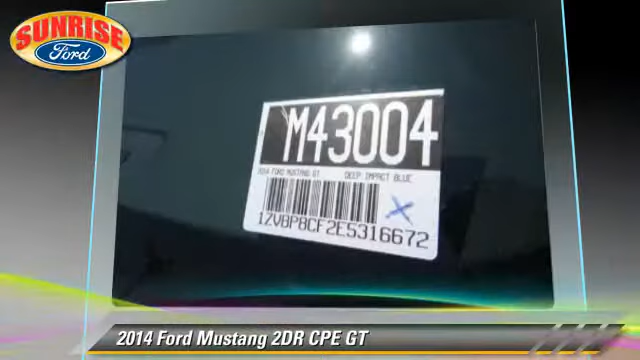 SUNRISE
Ford
M43004
2014 FORD MUSTANG GT DEEP IMPACT BLUE
1ZVBP8CF2E5316672
2014 Ford Mustang 2DR CPE GT